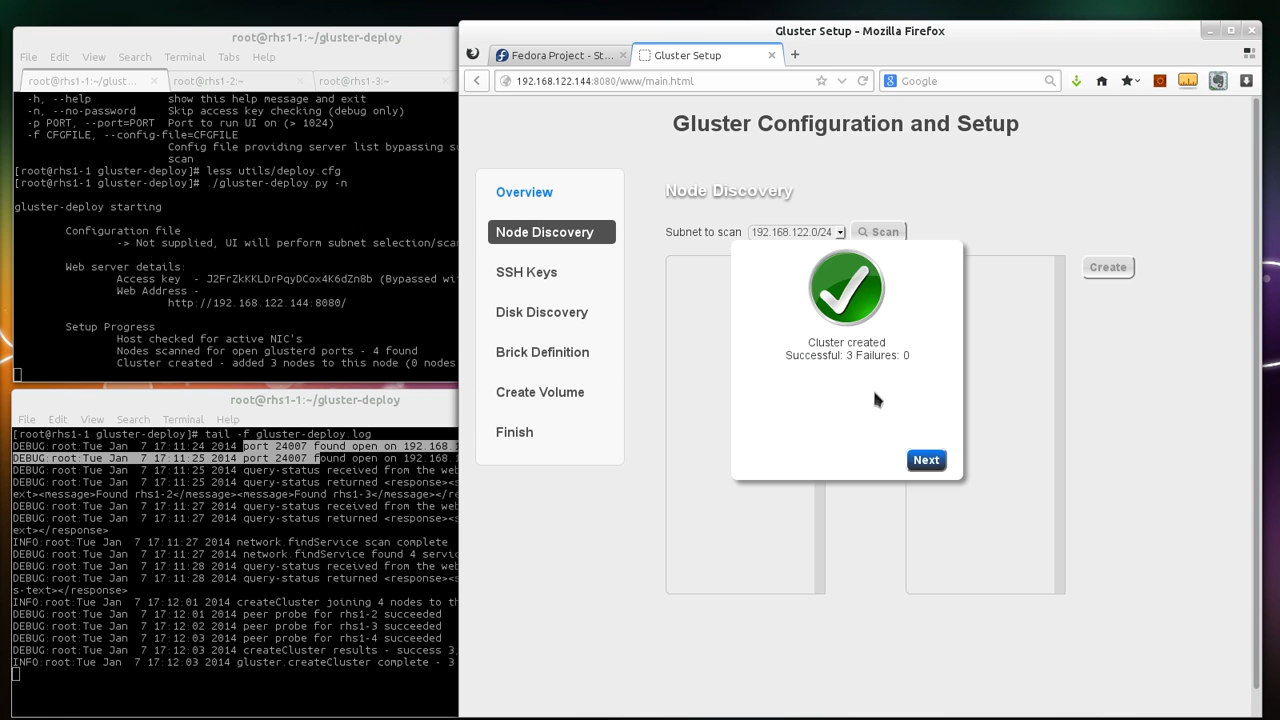 root@rhs1-1:~/gluster-deploy
File Edit View Search Terminal Tabs Help
root@rhs1-1:~/glust... root@rhs1-2:~ root@rhs1-3:~
-h, --help show this help message and exit
-n, --no-password Skip access key checking (debug only)
-p PORT, --port=PORT Port to run UI on (> 1024)
-f CFGFILE, --config-file=CFGFILE
Config file providing server list bypassing su
scan
[root@rhs1-1 gluster-deploy]# less utils/deploy.cfg
[root@rhs1-1 gluster-deploy]# ./gluster-deploy.py -n
gluster-deploy starting
Configuration file
-> Not supplied, UI will perform subnet selection/sca
Web server details:
Access key - J2FrZkKKLDrPqyDCox4K6dZn8b (Bypassed wi
Web Address -
http://192.168.122.144:8080/
Setup Progress
Host checked for active NIC's
Nodes scanned for open glusterd ports - 4 found
Cluster created - added 3 nodes to this node (0 nodes
root@rhs1-1:~/gluster-deploy
File Edit View Search Terminal Help
[root@rhs1-1 gluster-deploy]# tail -f gluster-deploy.log
DEBUG:root:Tue Jan 7 17:11:24 2014 port 24007 found open on 192.168.1
DEBUG:root:Tue Jan 7 17:11:25 2014 port 24007 found open on 192.168.
DEBUG:root:Tue Jan 7 17:11:25 2014 query-status received from the web
DEBUG:root:Tue Jan 7 17:11:25 2014 query-status returned <response><s
ext><message>Found rhs1-2</message><message>Found rhs1-3</message></r
DEBUG:root:Tue Jan 7 17:11:27 2014 query-status received from the web
DEBUG:root:Tue Jan 7 17:11:27 2014 query-status returned <response><s
ext></response>
INFO:root:Tue Jan 7 17:11:27 2014 network.findService scan complete
DEBUG:root:Tue Jan 7 17:11:27 2014 network.findService found 4 servic
DEBUG:root:Tue Jan 7 17:11:28 2014 query-status received from the web
DEBUG:root:Tue Jan 7 17:11:28 2014 query-status returned <response><s
s-text></response>
INFO:root:Tue Jan 7 17:12:01 2014 createCluster joining 4 nodes to th
DEBUG:root:Tue Jan 7 17:12:01 2014 peer probe for rhs1-2 succeeded
DEBUG:root:Tue Jan 7 17:12:03 2014 peer probe for rhs1-3 succeeded
DEBUG:root:Tue Jan 7 17:12:03 2014 peer probe for rhs1-4 succeeded
DEBUG:root:Tue Jan 7 17:12:03 2014 createCluster results - success 3,
INFO:root:Tue Jan 7 17:12:03 2014 gluster.createCluster complete - 3
Gluster Setup - Mozilla Firefox
Fedora Project - St... Gluster Setup
192.168.122.144:8080/www/main.html Google
Gluster Configuration and Setup
Overview
Node Discovery
SSH Keys
Disk Discovery
Brick Definition
Create Volume
Finish
Node Discovery
Subnet to scan 192.168.122.0/24 Scan
Create
Cluster created
Successful: 3 Failures: 0
Next